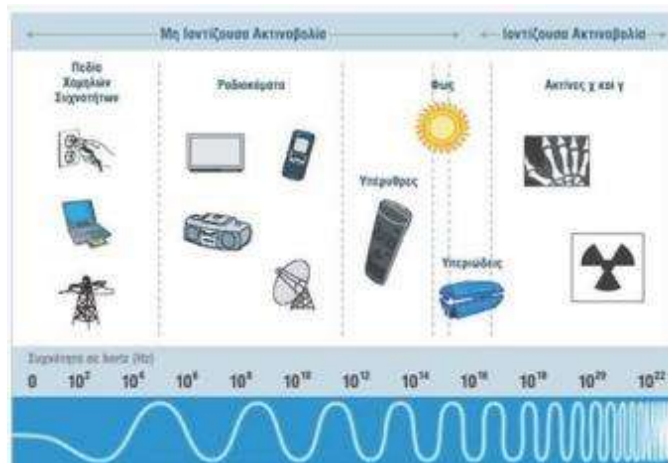 Μη Ιοντίζουσα Ακτινοβολία
Ιοντίζουσα Ακτινοβολία
Πεδία
Χαμηλών
Συχνοτήτων
Ραδιοκύματα
Φως
Ακτίνες χ και γ
Υπέρυθρες
Υπεριώδεις
Συχνότητα σε hertz (Hz)
0 10² 10⁴ 10⁶ 10⁸ 10¹⁰ 10¹² 10¹⁴ 10¹⁶ 10¹⁸ 10²⁰ 10²²